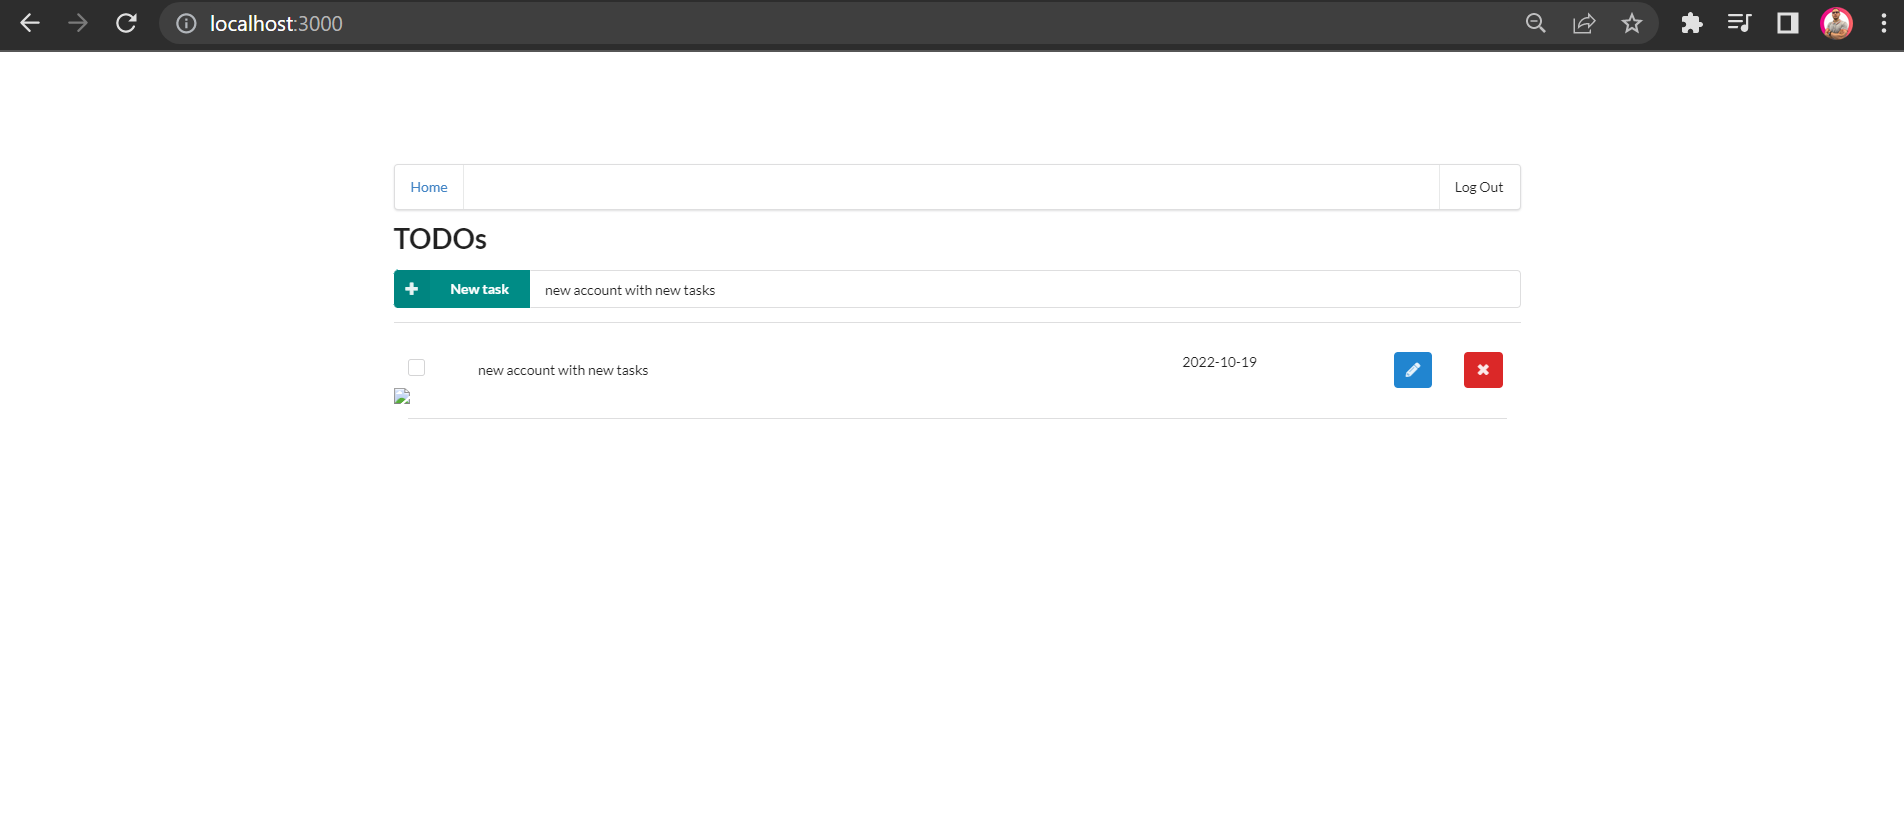 localhost:3000
Home Log Out
TODOs
New task new account with new tasks
new account with new tasks 2022-10-19